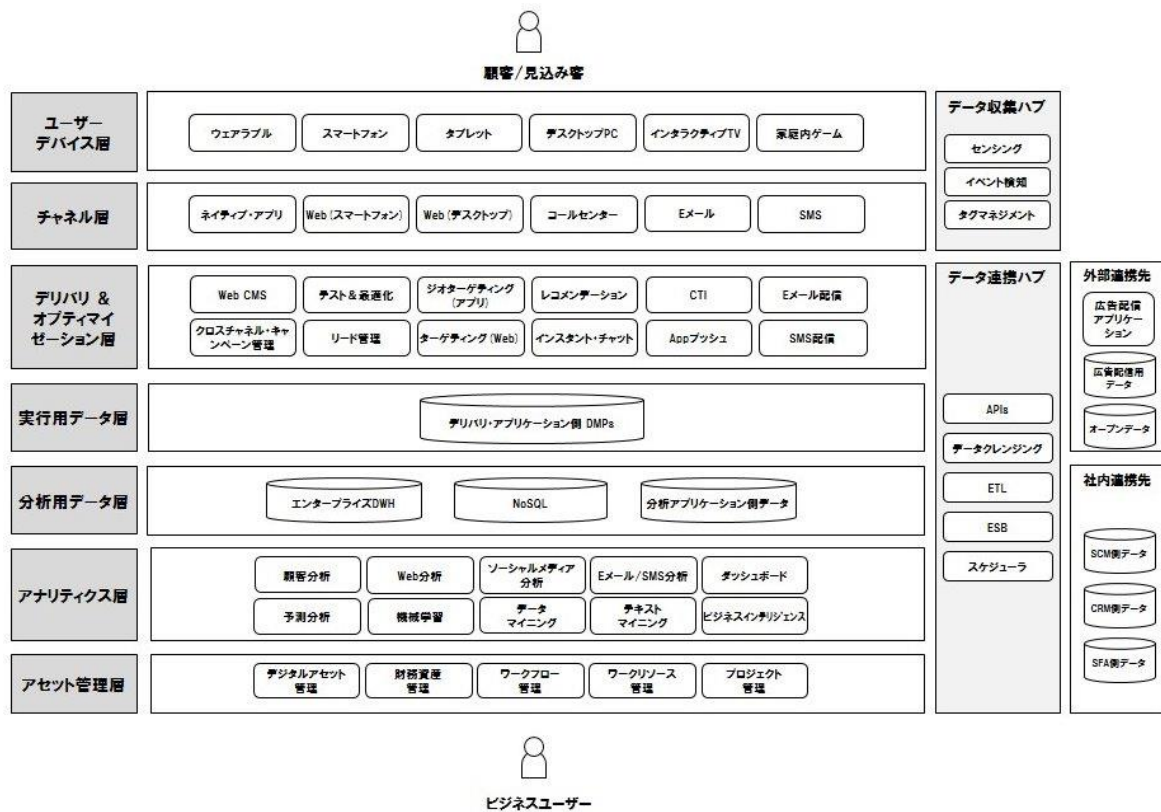 顧客/見込み客
ユーザー
デバイス層
ウェアラブル
スマートフォン
タブレット
デスクトップPC
インタラクティブTV
家庭内ゲーム
チャネル層
ネイティブ・アプリ
Web(スマートフォン)
Web(デスクトップ)
コールセンター
Eメール
SMS
データ収集ハブ
センシング
イベント検知
タグマネジメント
デリバリ &
オプティマイ
ゼーション層
Web CMS
テスト&最適化
ジオターゲティング
(アプリ)
レコメンデーション
CTI
Eメール配信
クロスチャネル・キャ
ンペーン管理
リード管理
ターゲティング(Web)
インスタント・チャット
Appプッシュ
SMS配信
実行用データ層
デリバリ・アプリケーション側 DMPs
分析用データ層
エンタープライズDWH
NoSQL
分析アプリケーション側データ
アナリティクス層
顧客分析
Web分析
ソーシャルメディア
分析
Eメール/SMS分析
ダッシュボード
予測分析
機械学習
データ
マイニング
テキスト
マイニング
ビジネスインテリジェンス
アセット管理層
デジタルアセット
管理
財務資産
管理
ワークフロー
管理
ワークリソース
管理
プロジェクト
管理
データ連携ハブ
APIs
データクレンジング
ETL
ESB
スケジューラ
外部連携先
広告配信
アプリケー
ション
広告配信用
データ
オープンデータ
社内連携先
SCM側データ
CRM側データ
SFA側データ
ビジネスユーザー